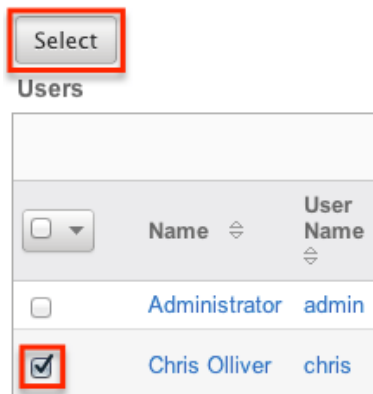 Select
Users
Name
User
Name
Administrator admin
Chris Olliver chris